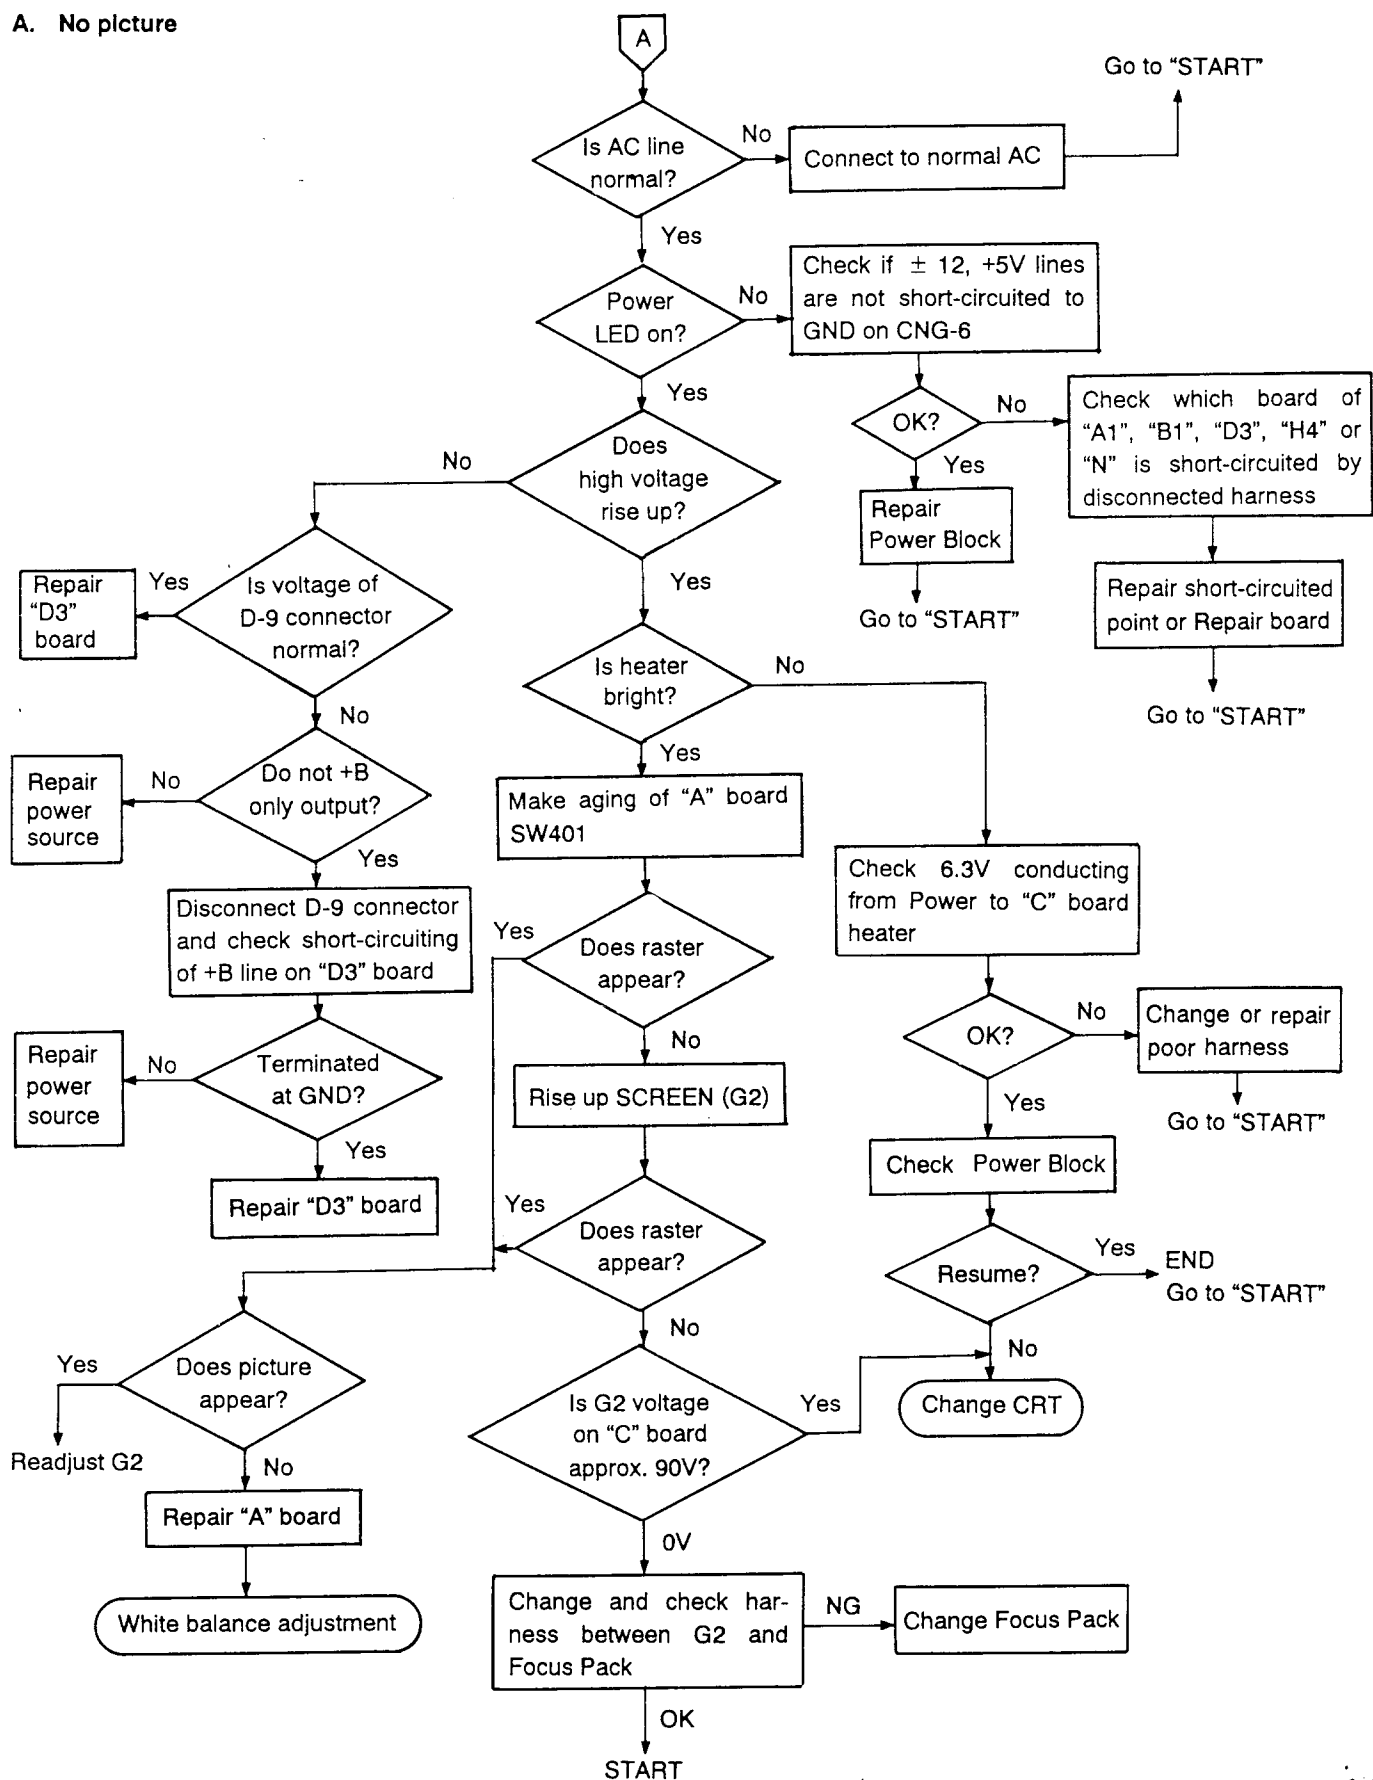 A. No picture
A
Go to “START”
Is AC line
normal?
No
Connect to normal AC
Yes
Power
LED on?
No
Check if ± 12, +5V lines
are not short-circuited to
GND on CNG-6
Yes
OK?
No
Check which board of
“A1”, “B1”, “D3”, “H4” or
“N” is short-circuited by
disconnected harness
Yes
Repair
Power Block
Go to “START”
Repair short-circuited
point or Repair board
Go to “START”
Does
high voltage
rise up?
No
Yes
Is voltage of
D-9 connector
normal?
Yes
Repair
“D3”
board
No
Do not +B
only output?
No
Repair
power
source
Yes
Disconnect D-9 connector
and check short-circuiting
of +B line on “D3” board
Terminated
at GND?
No
Repair
power
source
Yes
Repair “D3” board
Is heater
bright?
No
Yes
Make aging of “A” board
SW401
Does raster
appear?
Yes
No
Rise up SCREEN (G2)
Does raster
appear?
Yes
No
Check 6.3V conducting
from Power to “C” board
heater
OK?
No
Change or repair
poor harness
Go to “START”
Yes
Check Power Block
Resume?
Yes
END
Go to “START”
No
Change CRT
Does picture
appear?
Yes
Readjust G2
No
Repair “A” board
White balance adjustment
Is G2 voltage
on “C” board
approx. 90V?
Yes
0V
Change and check har-
ness between G2 and
Focus Pack
NG
Change Focus Pack
OK
START